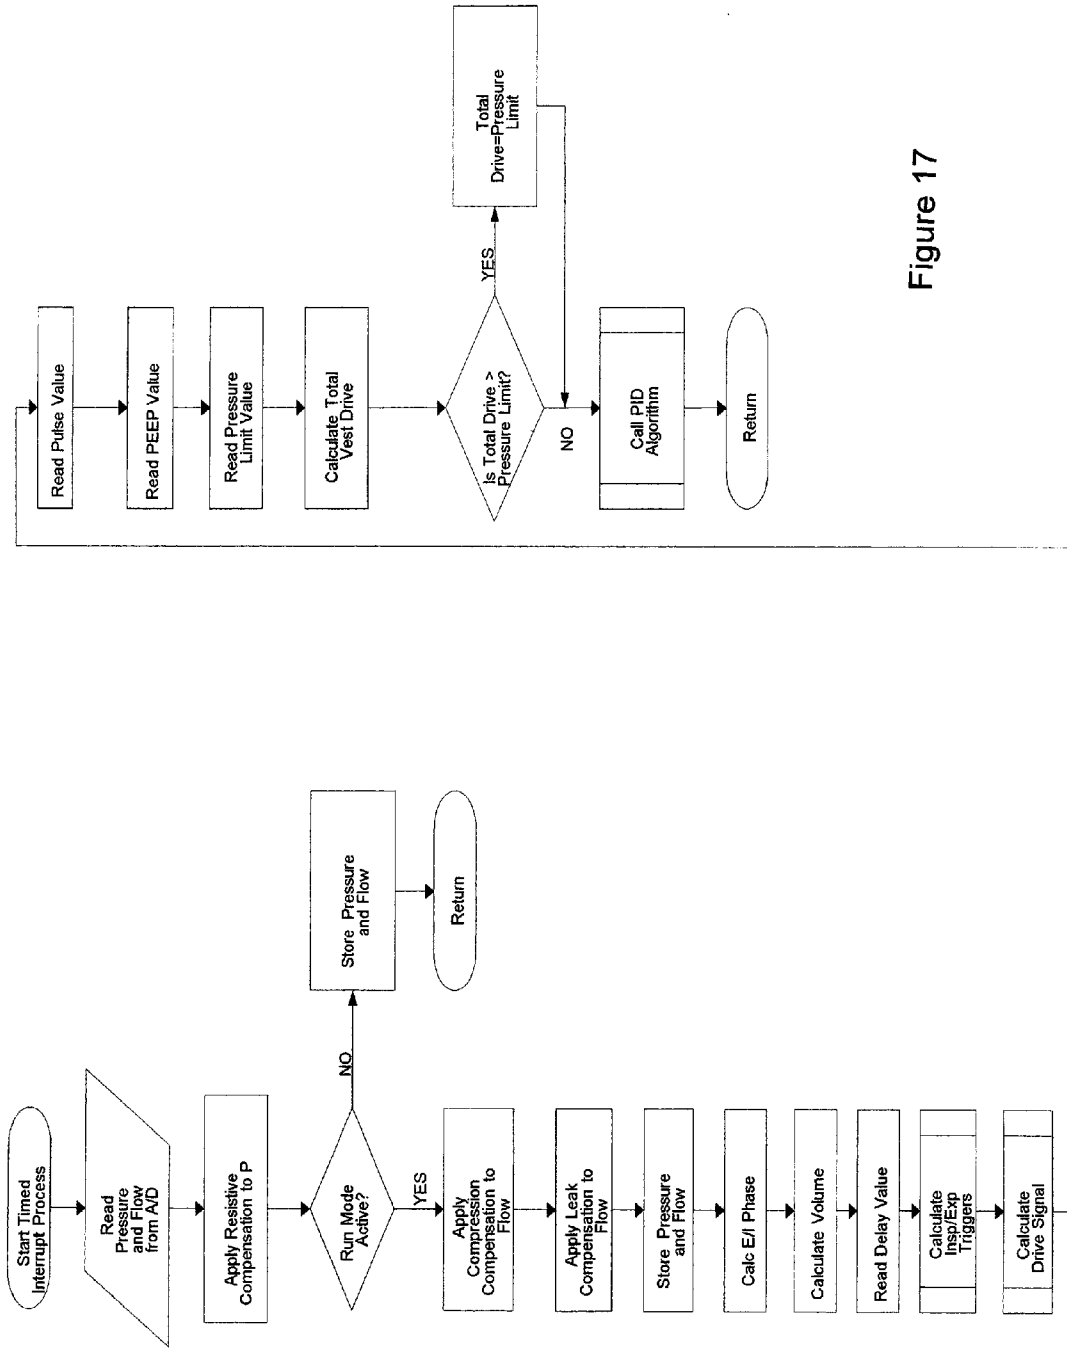 Start Timed
Interrupt Process
Read
Pressure
and Flow
from A/D
Apply Resistive
Compensation to P
Run Mode
Active?
NO
Store Pressure
and Flow
Return
YES
Apply
Compression
Compensation to
Flow
Apply Leak
Compensation to
Flow
Store Pressure
and Flow
Calc E/I Phase
Calculate Volume
Read Delay Value
Calculate
Insp/Exp
Triggers
Calculate
Drive Signal
Read Pulse Value
Read PEEP Value
Read Pressure
Limit Value
Calculate Total
Vest Drive
Is Total Drive >
Pressure Limit?
YES
Total
Drive=Pressure
Limit
NO
Call PID
Algorithm
Return
Figure 17